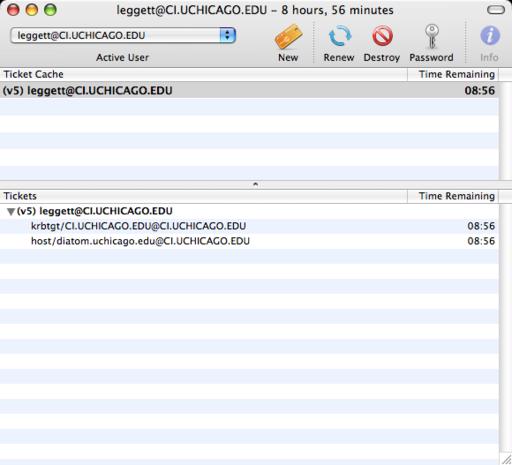 leggett@CI.UCHICAGO.EDU – 8 hours, 56 minutes
leggett@CI.UCHICAGO.EDU
Active User
New
Renew
Destroy
Password
Info
Ticket Cache
Time Remaining
(v5) leggett@CI.UCHICAGO.EDU
08:56
Tickets
Time Remaining
(v5) leggett@CI.UCHICAGO.EDU
krbtgt/CI.UCHICAGO.EDU@CI.UCHICAGO.EDU
08:56
host/diatom.uchicago.edu@CI.UCHICAGO.EDU
08:56